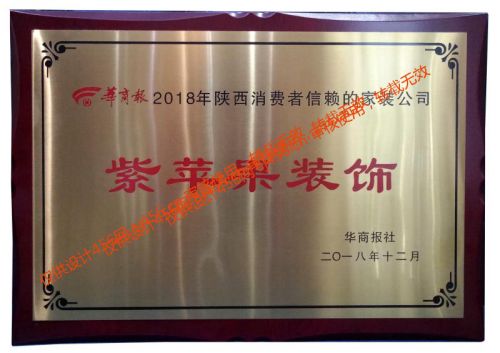 华商报 2018年陕西消费者信赖的家装公司
紫苹果装饰
华商报社
二〇一八年十二月